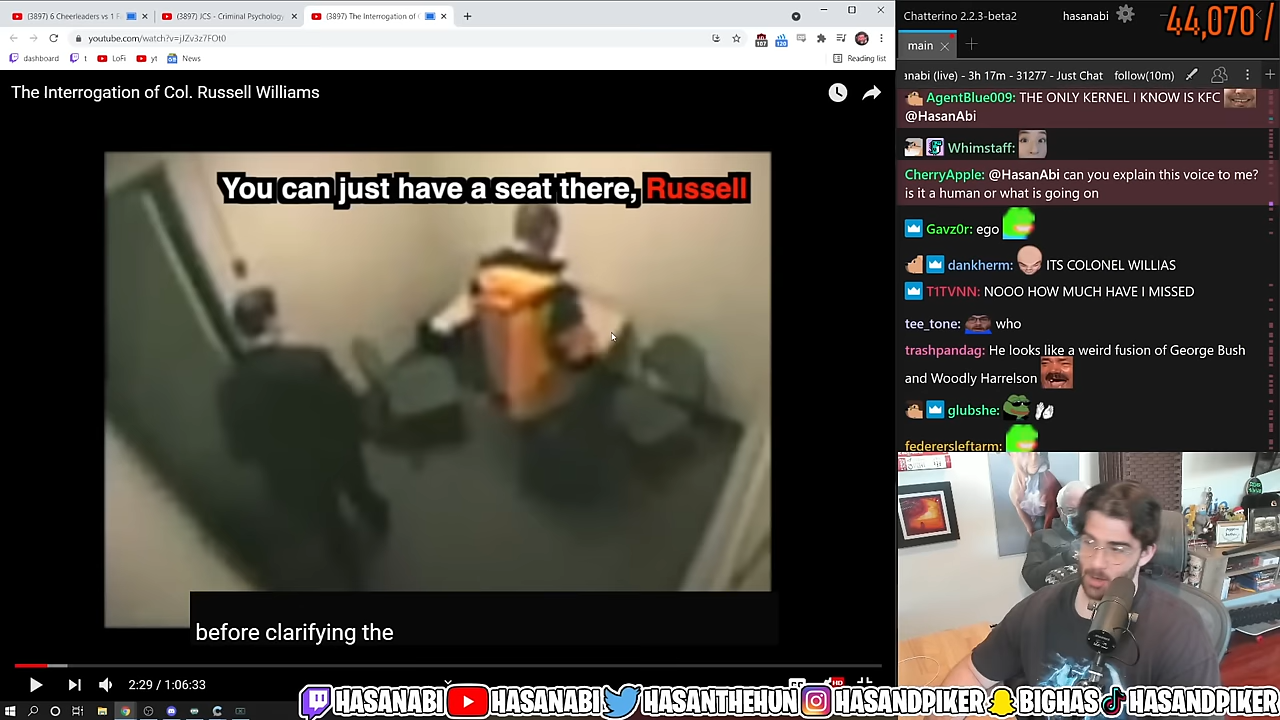 (3897) 6 Cheerleaders vs 1 F
(3897) JCS - Criminal Psychology
(3897) The Interrogation of
youtube.com/watch?v=jJZv3z7FOt0
dashboard
t
LoFi
yt
News
Reading list
The Interrogation of Col. Russell Williams
You can just have a seat there, Russell
before clarifying the
2:29 / 1:06:33
Chatterino 2.2.3-beta2
hasanabi
44,070 /
main
anabi (live) - 3h 17m - 31277 - Just Chat
follow(10m)
AgentBlue009: THE ONLY KERNEL I KNOW IS KFC
@HasanAbi
Whimstaff:
CherryApple: @HasanAbi can you explain this voice to me?
is it a human or what is going on
Gavz0r: ego
dankherm: ITS COLONEL WILLIAS
T1TVNN: NOOO HOW MUCH HAVE I MISSED
tee_tone: who
trashpandag: He looks like a weird fusion of George Bush
and Woodly Harrelson
glubshe:
federersleftarm:
HASANABI HASANABI HASANTHEHUN HASANDPIKER BIGHAS HASANDPIKER